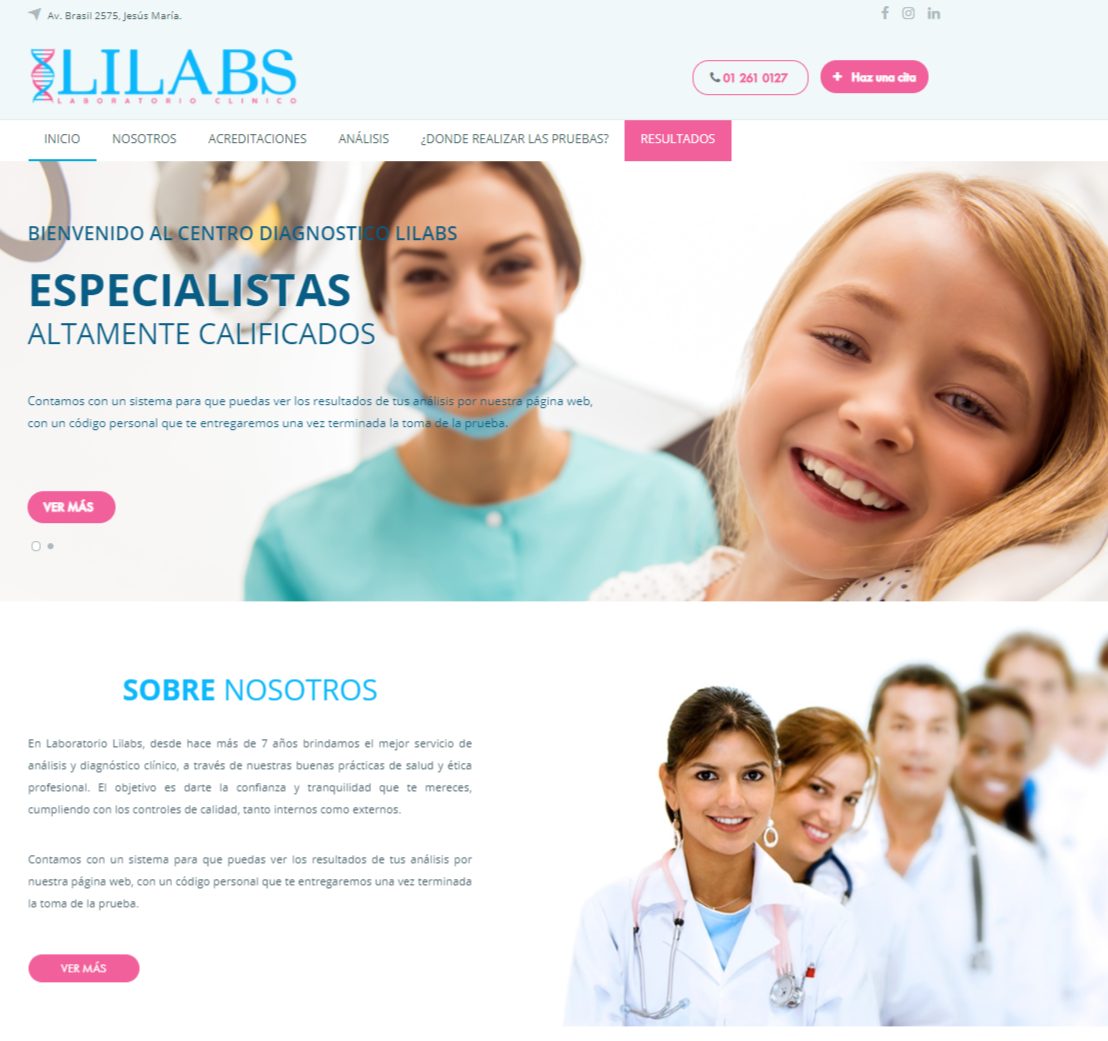 Av. Brasil 2575, Jesús María.
LILABS
LABORATORIO CLINICO
01 261 0127
+ Haz una cita
INICIO NOSOTROS ACREDITACIONES ANÁLISIS ¿DONDE REALIZAR LAS PRUEBAS? RESULTADOS
BIENVENIDO AL CENTRO DIAGNOSTICO LILABS
ESPECIALISTAS
ALTAMENTE CALIFICADOS
Contamos con un sistema para que puedas ver los resultados de tus análisis por nuestra página web,
con un código personal que te entregaremos una vez terminada la toma de la prueba.
VER MÁS
SOBRE NOSOTROS
En Laboratorio Lilabs, desde hace más de 7 años brindamos el mejor servicio de
análisis y diagnóstico clínico, a través de nuestras buenas prácticas de salud y ética
profesional. El objetivo es darte la confianza y tranquilidad que te mereces,
cumpliendo con los controles de calidad, tanto internos como externos.
Contamos con un sistema para que puedas ver los resultados de tus análisis por
nuestra página web, con un código personal que te entregaremos una vez terminada
la toma de la prueba.
VER MÁS